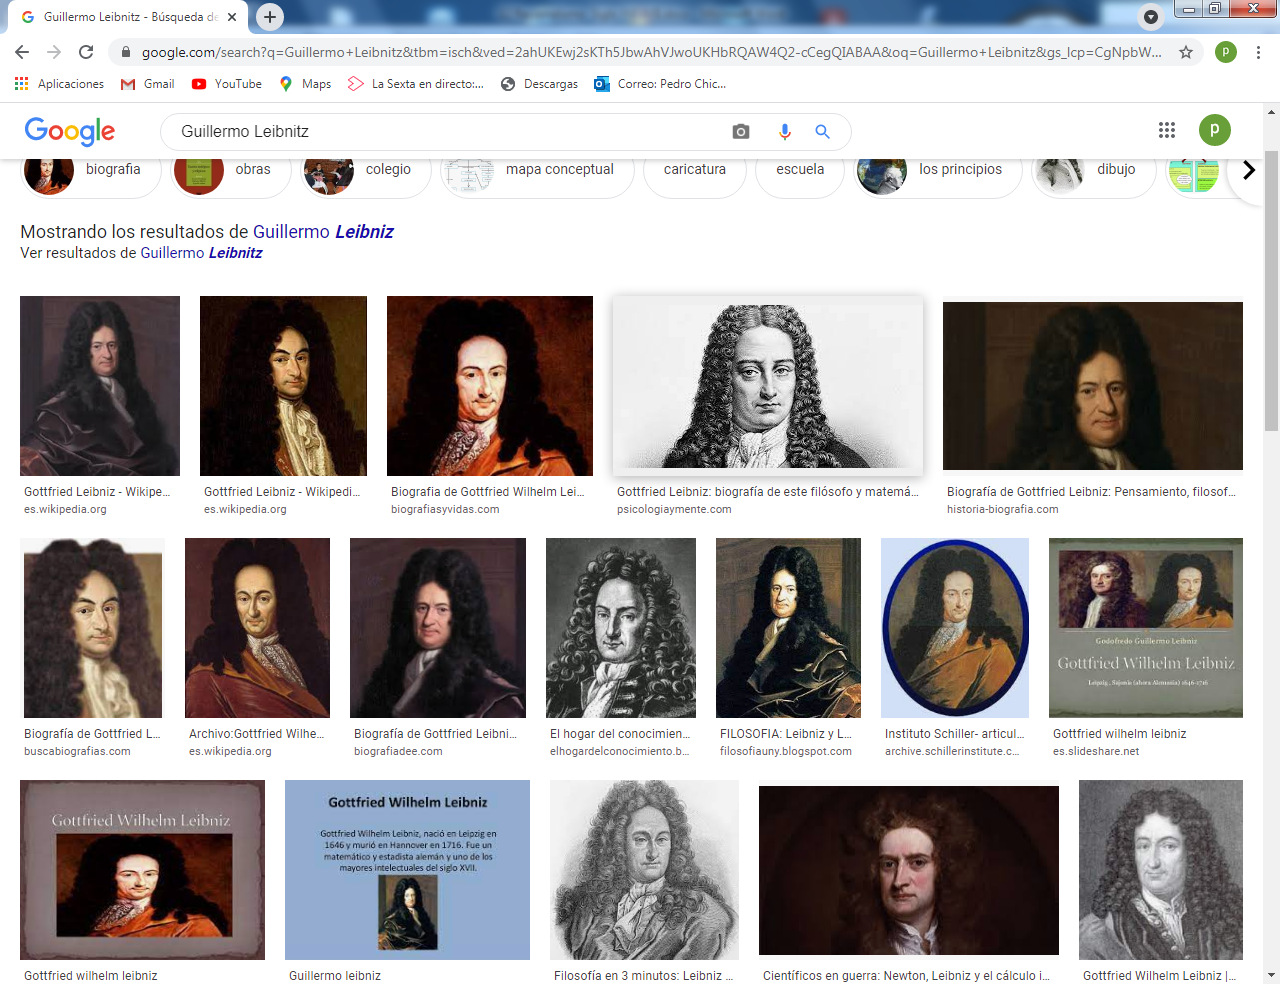 Guillermo Leibnitz - Búsqueda de
google.com/search?q=Guillermo+Leibnitz&tbm=isch&ved=2ahUKEwj2sKTh5JbwAhVJwoUKHbRQAW4Q2-cCegQIABAA&oq=Guillermo+Leibnitz&gs_lcp=CgNpbW...
p
Aplicaciones Gmail YouTube Maps La Sexta en directo:... Descargas Correo: Pedro Chic...
Google Guillermo Leibnitz p
biografia obras colegio mapa conceptual caricatura escuela los principios dibujo
Mostrando los resultados de Guillermo Leibniz
Ver resultados de Guillermo Leibnitz
Gottfried Leibniz - Wikipe... Gottfried Leibniz - Wikipedi... Biografia de Gottfried Wilhelm Lei... Gottfried Leibniz: biografía de este filósofo y matemá... Biografía de Gottfried Leibniz: Pensamiento, filosof...
es.wikipedia.org es.wikipedia.org biografiasyvidas.com psicologiaymente.com historia-biografia.com
Godofredo Guillermo Leibniz
Gottfried Wilhelm Leibniz
Leipzig , Sajonia (ahora Alemania) 1646-1716
Biografía de Gottfried L... Archivo:Gottfried Wilhe... Biografía de Gottfried Leibni... El hogar del conocimien... FILOSOFIA: Leibniz y L... Instituto Schiller- articul... Gottfried wilhelm leibniz
buscabiografias.com es.wikipedia.org biografiadee.com elhogardelconocimiento.b... filosofiauny.blogspot.com archive.schillerinstitute.c... es.slideshare.net
Gottfried Wilhelm Leibniz
Gottfried Wilhelm Leibniz
Gottfried Wilhelm Leibniz, nació en Leipzig en
1646 y murió en Hannover en 1716. Fue un
matemático y estadista alemán y uno de los
mayores intelectuales del siglo XVII.
Gottfried wilhelm leibniz Guillermo leibniz Filosofía en 3 minutos: Leibniz ... Científicos en guerra: Newton, Leibniz y el cálculo i... Gottfried Wilhelm Leibniz |...